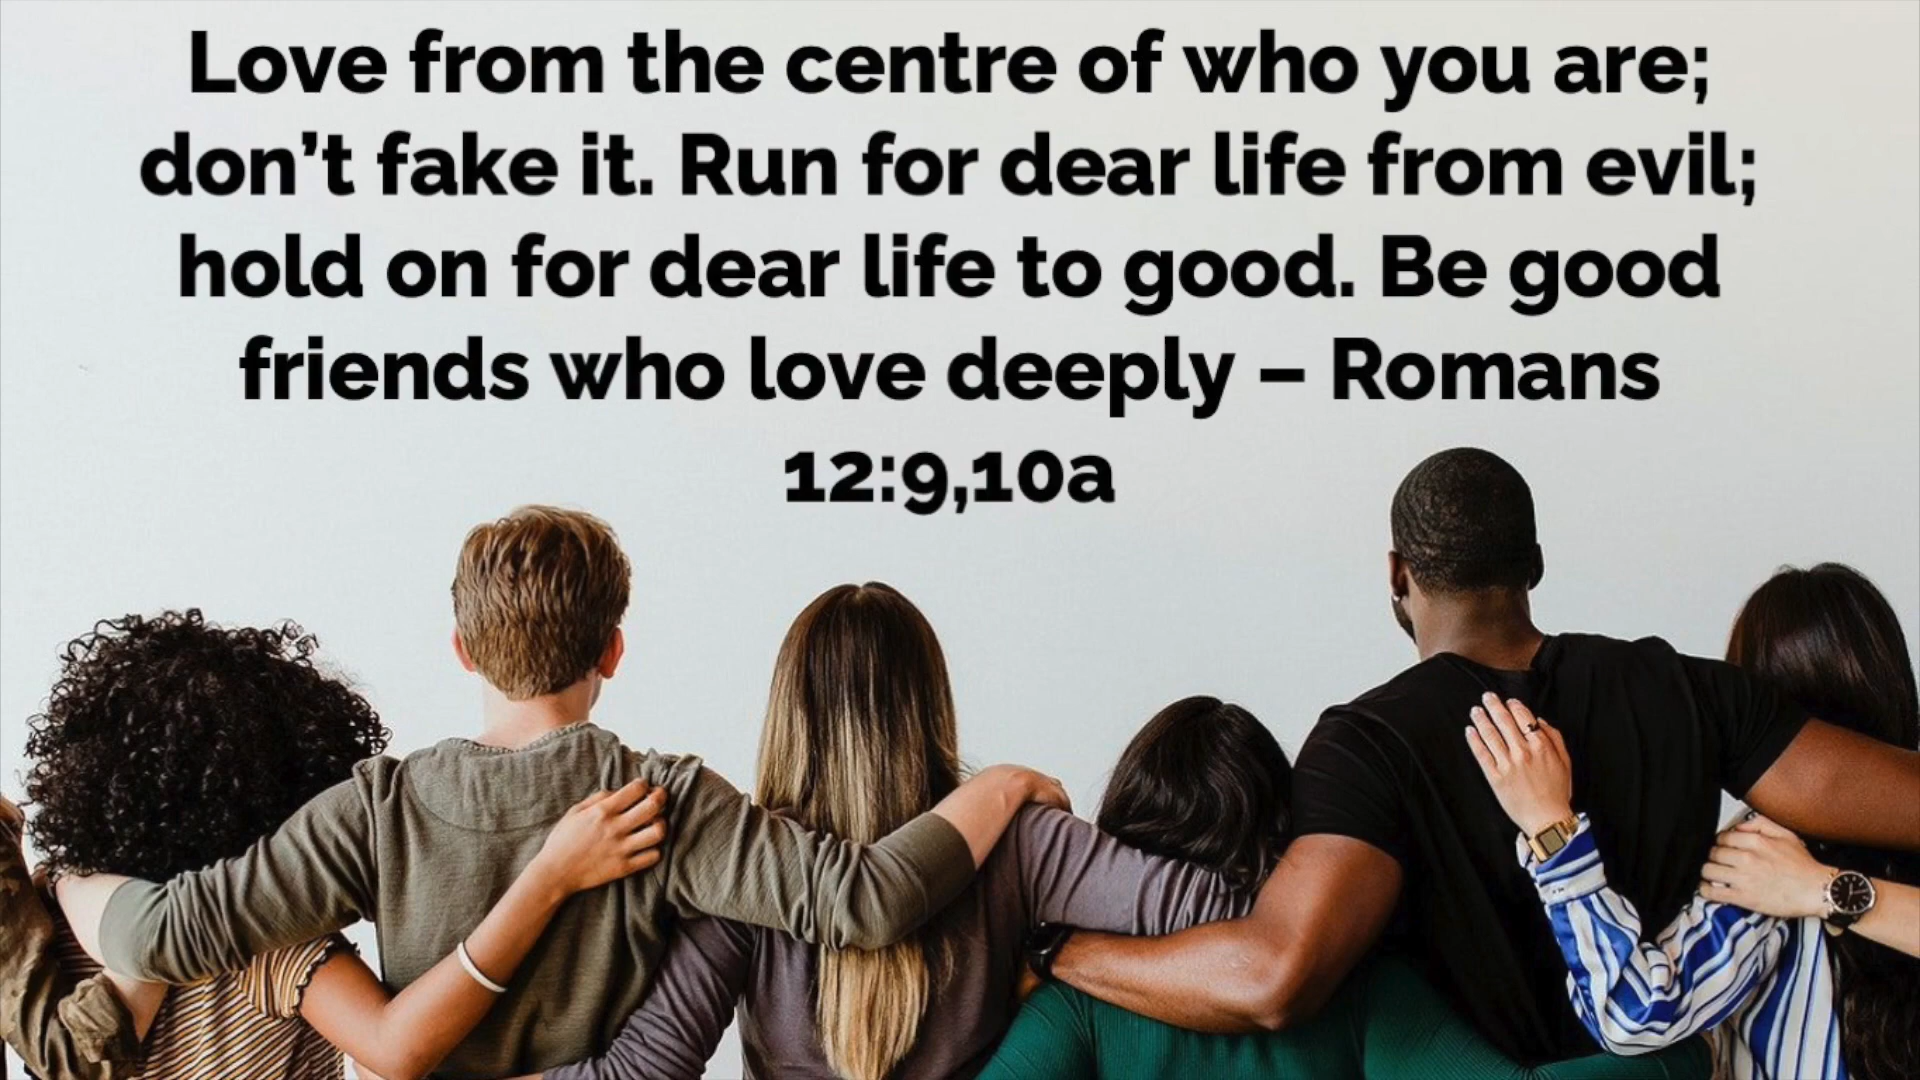 Love from the centre of who you are;
don’t fake it. Run for dear life from evil;
hold on for dear life to good. Be good
friends who love deeply – Romans
12:9,10a